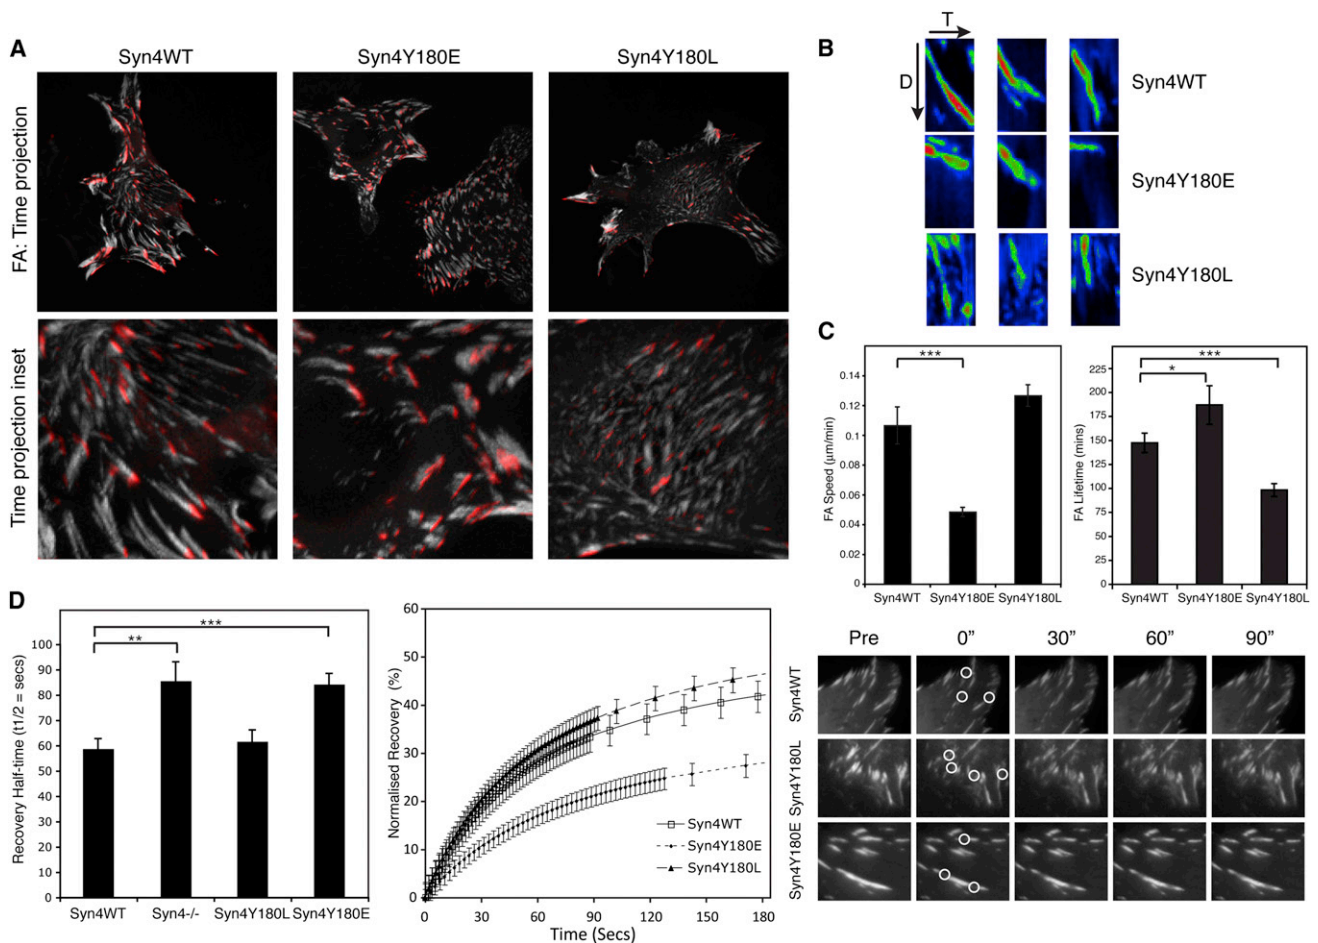 A
Syn4WT
Syn4Y180E
Syn4Y180L
FA: Time projection
Time projection inset
B
T
D
Syn4WT
Syn4Y180E
Syn4Y180L
C
***
0.14
0.12
0.1
0.08
0.06
0.04
0.02
0
FA Speed (μm/min)
Syn4WT Syn4Y180E Syn4Y180L
***
*
225
200
175
150
125
100
75
50
25
0
FA Lifetime (mins)
Syn4WT Syn4Y180E Syn4Y180L
D
***
**
100
90
80
70
60
50
40
30
20
10
0
Recovery Half-time (t1/2 = secs)
Syn4WT Syn4-/- Syn4Y180L Syn4Y180E
60
50
40
30
20
10
0
Normalised Recovery (%)
Syn4WT
Syn4Y180E
Syn4Y180L
0 30 60 90 120 150 180
Time (Secs)
Pre 0” 30” 60” 90”
Syn4WT
Syn4Y180L
Syn4Y180E